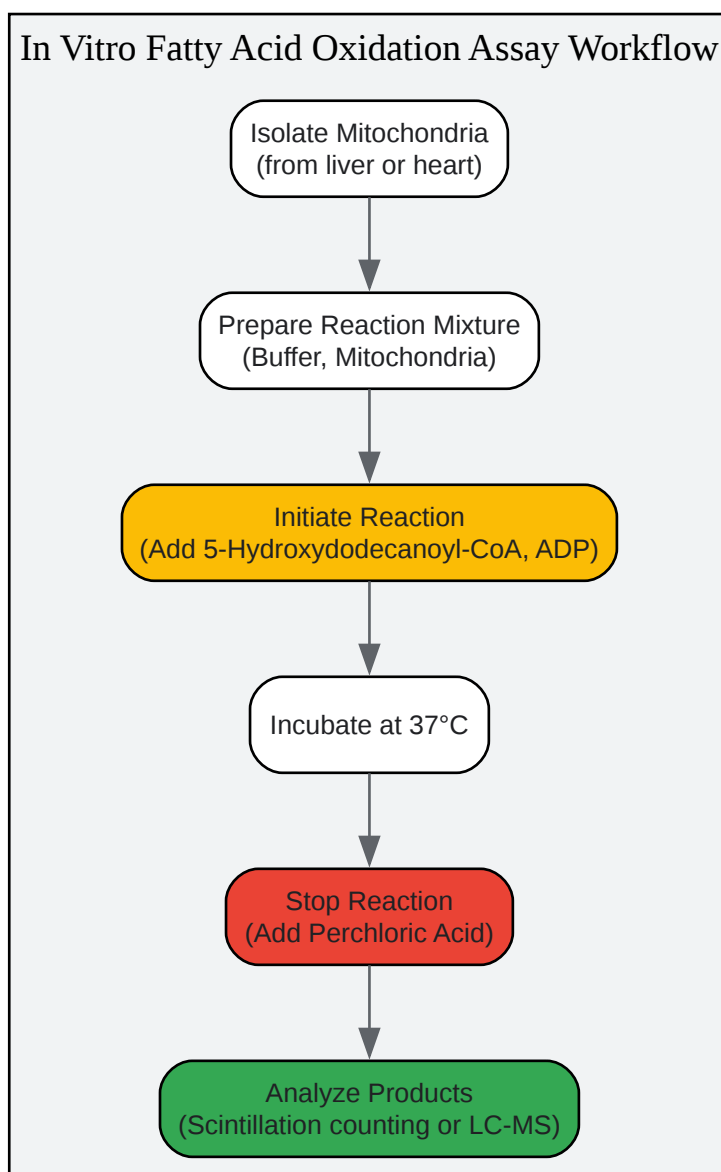 In Vitro Fatty Acid Oxidation Assay Workflow
Isolate Mitochondria
(from liver or heart)
Prepare Reaction Mixture
(Buffer, Mitochondria)
Initiate Reaction
(Add 5-Hydroxydodecanoyl-CoA, ADP)
Incubate at 37°C
Stop Reaction
(Add Perchloric Acid)
Analyze Products
(Scintillation counting or LC-MS)